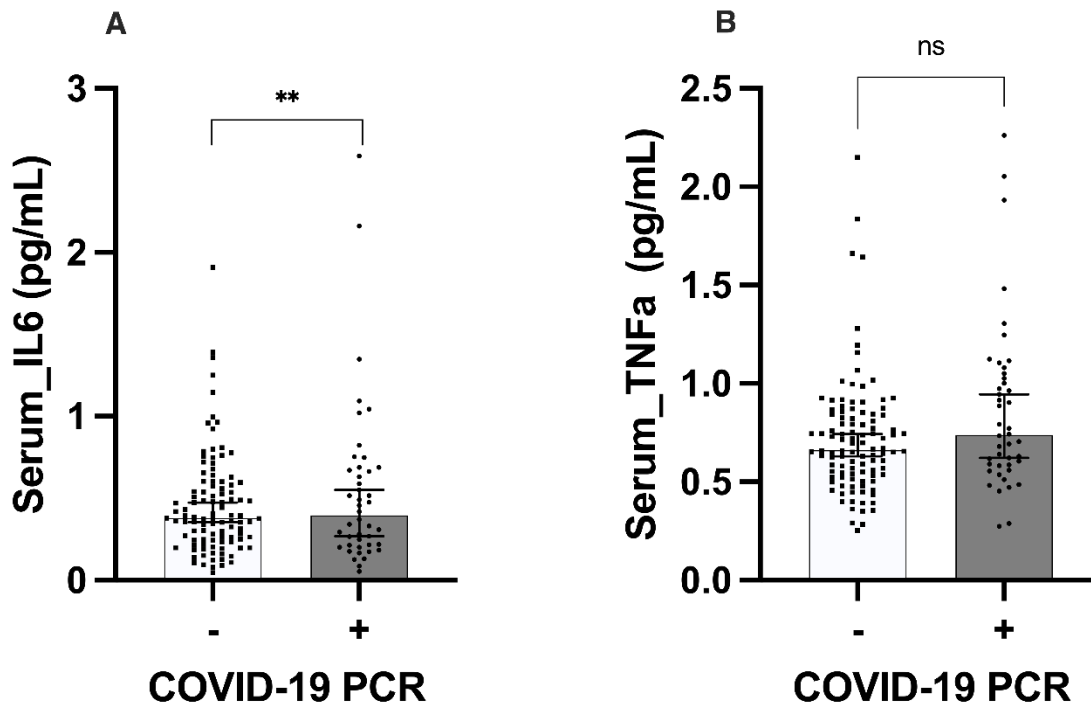 A
Serum_IL6 (pg/mL)
3
2
1
0
**
-
+
COVID-19 PCR
B
Serum_TNFa (pg/mL)
2.5
2.0
1.5
1.0
0.5
0.0
ns
-
+
COVID-19 PCR